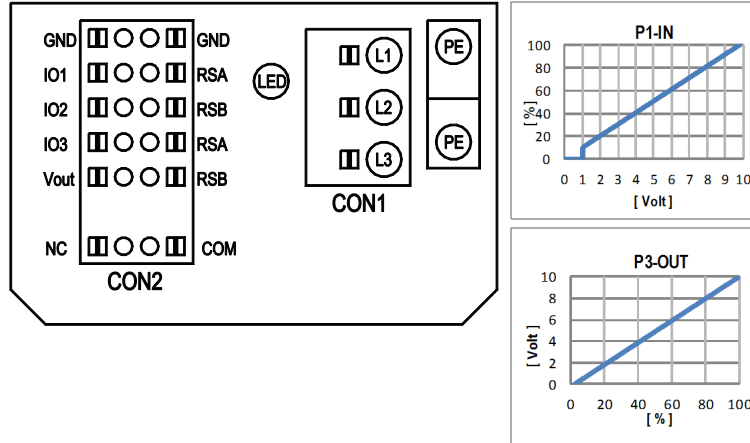 GND GND
IO1 RSA
IO2 RSB
IO3 RSA
Vout RSB
NC COM
CON2
LED
L1
L2
L3
CON1
PE
PE
P1-IN
[%]
100
80
60
40
20
0
0 1 2 3 4 5 6 7 8 9 10
[ Volt ]
P3-OUT
[ Volt ]
10
8
6
4
2
0
0 20 40 60 80 100
[ % ]